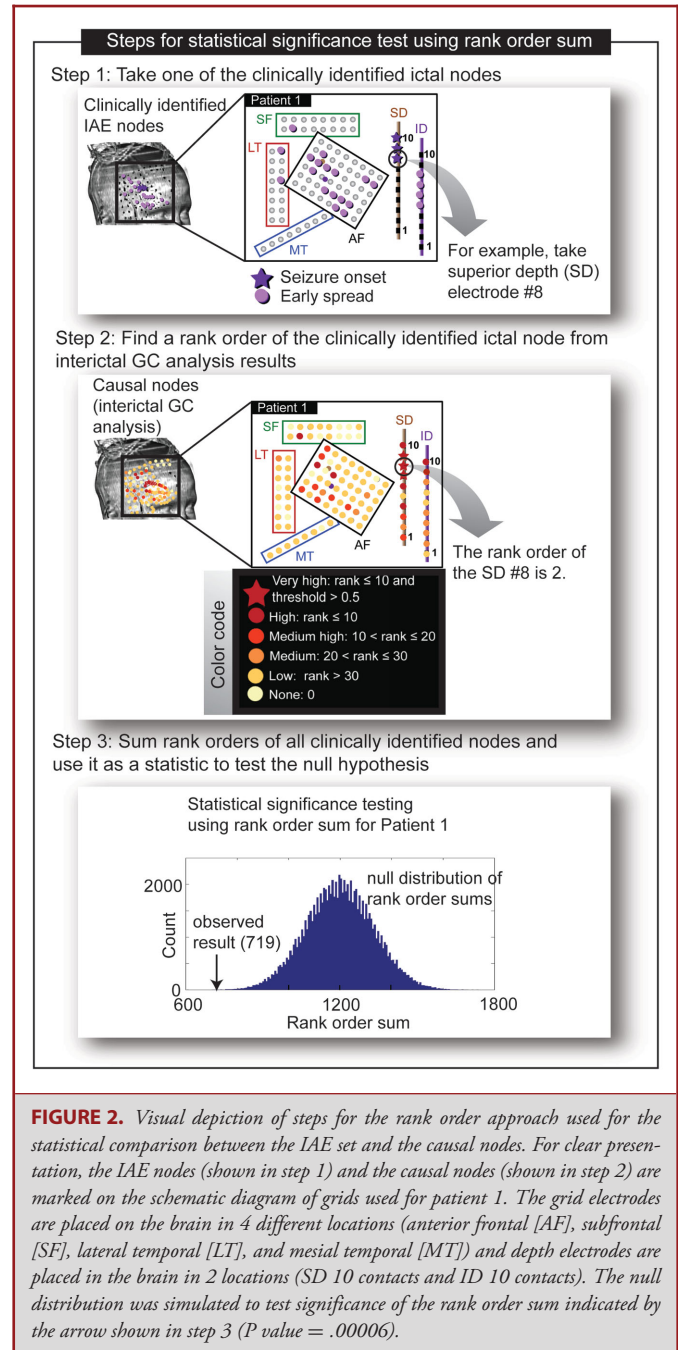 Steps for statistical significance test using rank order sum
Step 1: Take one of the clinically identified ictal nodes
Clinically identified
IAE nodes
Patient 1
SF
LT
MT
AF
SD
10
1
ID
10
1
Seizure onset
Early spread
For example, take
superior depth (SD)
electrode #8
Step 2: Find a rank order of the clinically identified ictal node from
interictal GC analysis results
Causal nodes
(interictal GC
analysis)
Patient 1
SF
LT
MT
AF
SD
10
1
ID
10
1
The rank order of
the SD #8 is 2.
Color code
Very high: rank ≤ 10 and
threshold > 0.5
High: rank ≤ 10
Medium high: 10 < rank ≤ 20
Medium: 20 < rank ≤ 30
Low: rank > 30
None: 0
Step 3: Sum rank orders of all clinically identified nodes and
use it as a statistic to test the null hypothesis
Statistical significance testing
using rank order sum for Patient 1
2000
0
Count
observed
result (719)
null distribution of
rank order sums
600
1200
1800
Rank order sum
FIGURE 2. Visual depiction of steps for the rank order approach used for the
statistical comparison between the IAE set and the causal nodes. For clear presen-
tation, the IAE nodes (shown in step 1) and the causal nodes (shown in step 2) are
marked on the schematic diagram of grids used for patient 1. The grid electrodes
are placed on the brain in 4 different locations (anterior frontal [AF], subfrontal
[SF], lateral temporal [LT], and mesial temporal [MT]) and depth electrodes are
placed in the brain in 2 locations (SD 10 contacts and ID 10 contacts). The null
distribution was simulated to test significance of the rank order sum indicated by
the arrow shown in step 3 (P value = .00006).